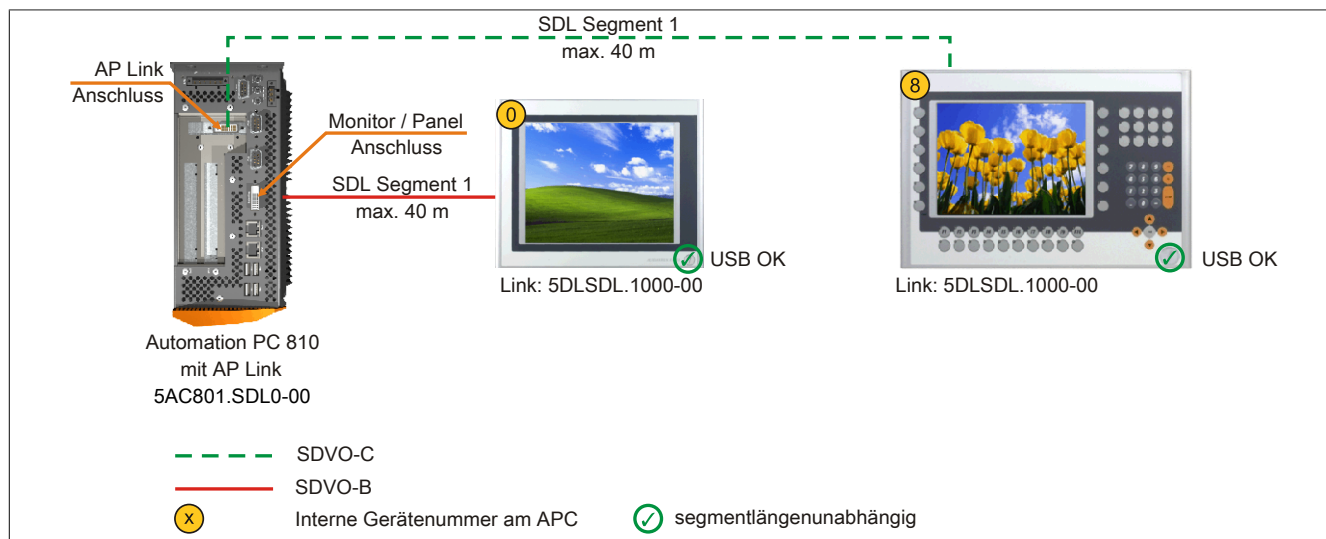 SDL Segment 1
max. 40 m
AP Link
Anschluss
8
0
Monitor / Panel
Anschluss
SDL Segment 1
max. 40 m
USB OK
USB OK
Link: 5DLSDL.1000-00
Link: 5DLSDL.1000-00
Automation PC 810
mit AP Link
5AC801.SDL0-00
SDVO-C
SDVO-B
x
Interne Gerätenummer am APC
segmentlängenunabhängig